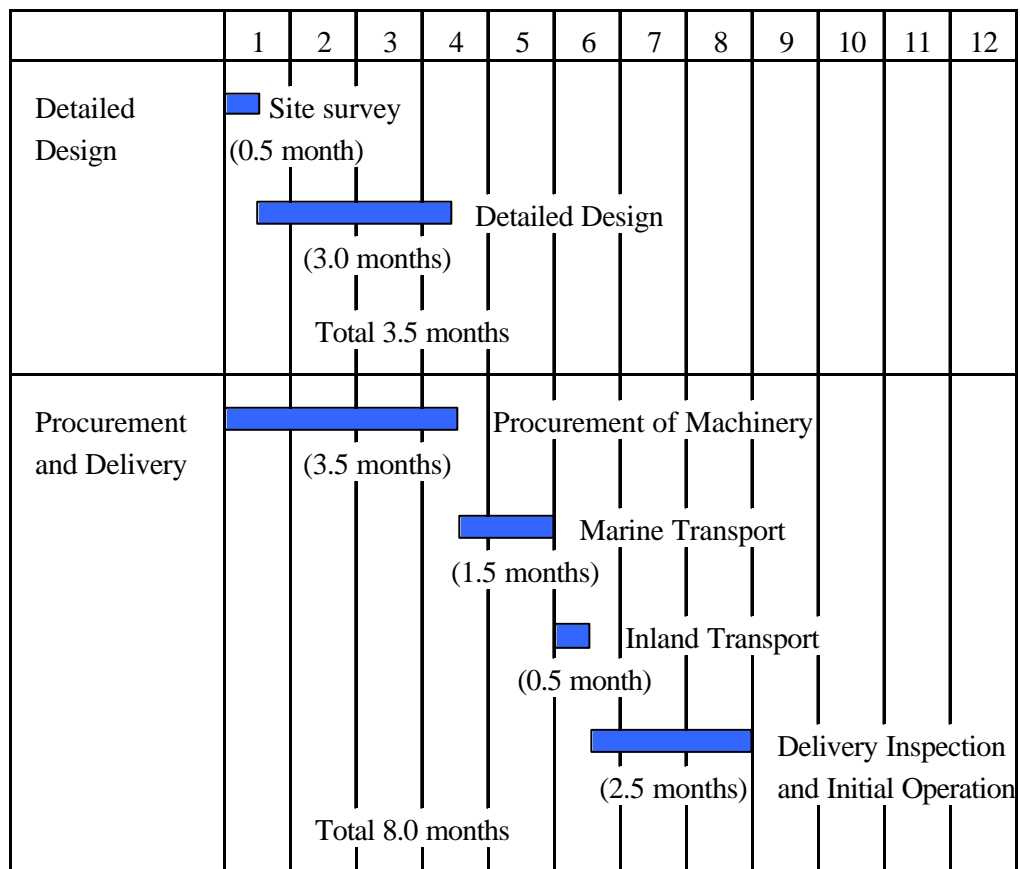 1 2 3 4 5 6 7 8 9 10 11 12
Detailed
Design
Site survey
(0.5 month)
Detailed Design
(3.0 months)
Total 3.5 months
Procurement
and Delivery
Procurement of Machinery
(3.5 months)
Marine Transport
(1.5 months)
Inland Transport
(0.5 month)
Delivery Inspection
and Initial Operation
(2.5 months)
Total 8.0 months